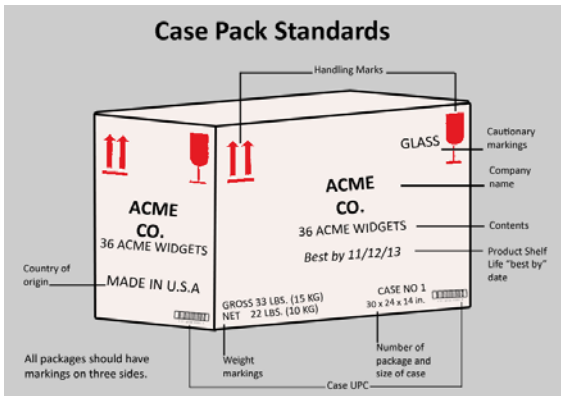 Case Pack Standards
Handling Marks
GLASS
Cautionary
markings
ACME
CO.
Company
name
36 ACME WIDGETS
Contents
Best by 11/12/13
Product Shelf
Life "best by"
date
ACME
CO.
36 ACME WIDGETS
Country of
origin
MADE IN U.S.A
GROSS 33 LBS. (15 KG)
NET 22 LBS. (10 KG)
CASE NO 1
30 x 24 x 14 in.
All packages should have
markings on three sides.
Weight
markings
Number of
package and
size of case
Case UPC